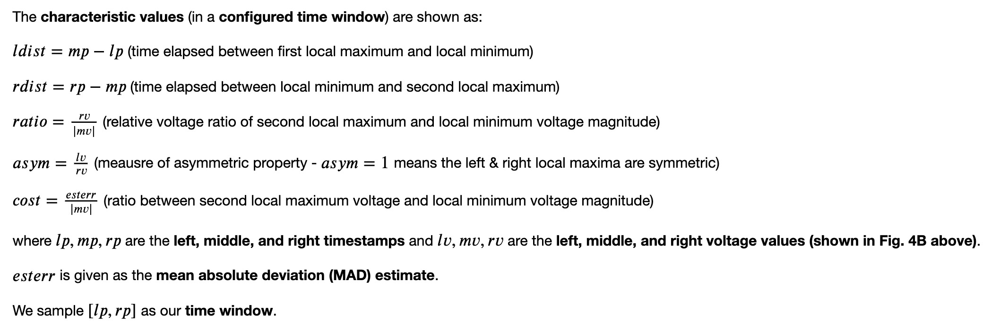 The characteristic values (in a configured time window) are shown as:
ldist = mp − lp (time elapsed between first local maximum and local minimum)
rdist = rp − mp (time elapsed between local minimum and second local maximum)
ratio = rv/|mv| (relative voltage ratio of second local maximum and local minimum voltage magnitude)
asym = lv/rv (meausre of asymmetric property - asym = 1 means the left & right local maxima are symmetric)
cost = esterr/|mv| (ratio between second local maximum voltage and local minimum voltage magnitude)
where lp, mp, rp are the left, middle, and right timestamps and lv, mv, rv are the left, middle, and right voltage values (shown in Fig. 4B above).
esterr is given as the mean absolute deviation (MAD) estimate.
We sample [lp, rp] as our time window.